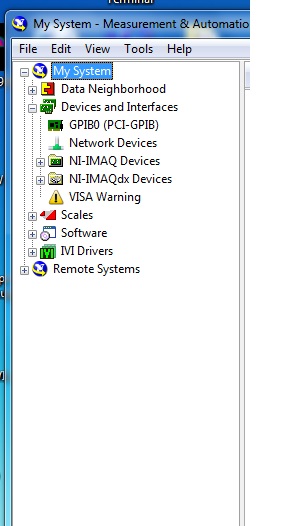 Terminal
My System - Measurement & Automatio
File Edit View Tools Help
My System
Data Neighborhood
Devices and Interfaces
GPIB0 (PCI-GPIB)
Network Devices
NI-IMAQ Devices
NI-IMAQdx Devices
VISA Warning
Scales
Software
IVI Drivers
Remote Systems